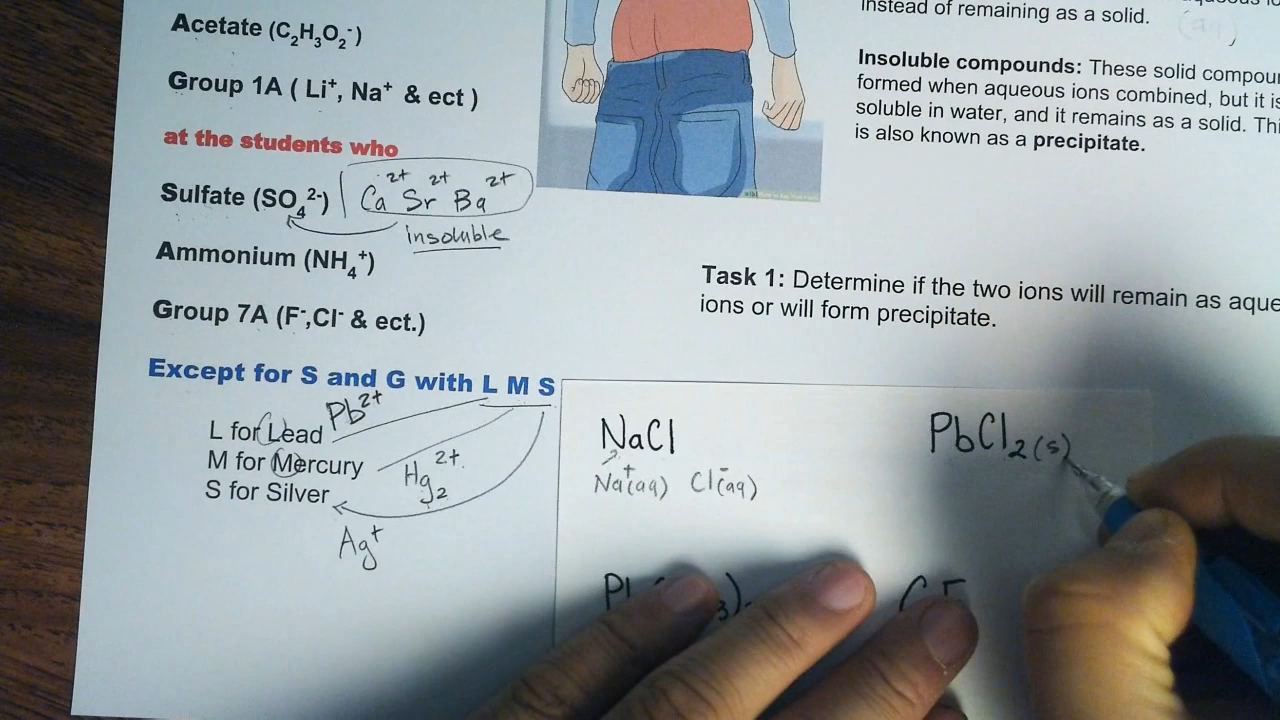 Acetate (C₂H₃O₂⁻)
Group 1A ( Li⁺, Na⁺ & ect )
at the students who
Sulfate (SO₄²⁻) | Ca²⁺ Sr²⁺ Ba²⁺
insoluble
Ammonium (NH₄⁺)
Group 7A (F⁻,Cl⁻ & ect.)
Except for S and G with L M S
L for Lead Pb²⁺
M for Mercury Hg₂²⁺
S for Silver
Ag⁺
instead of remaining as a solid.
(aq)
Insoluble compounds: These solid
formed when aqueous ions combined, but it is
soluble in water, and it remains as a solid.
is also known as a precipitate.
Task 1: Determine if the two ions will remain as
ions or will form precipitate.
NaCl
Na⁺(aq) Cl⁻(aq)
PbCl₂(s)